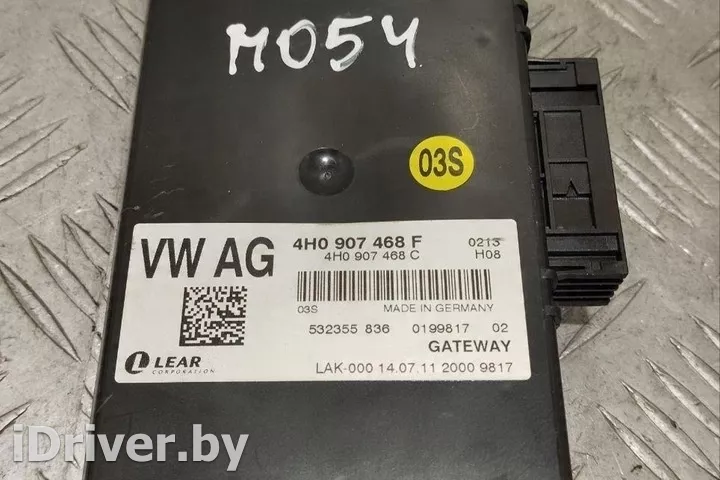 M054
03S
VW AG
4H0 907 468 F
0213
4H0 907 468 C
H08
03S
MADE IN GERMANY
532355 836
0199817
02
GATEWAY
LEAR
CORPORATION
LAK-000 14.07.11 2000 9817
iDriver.by